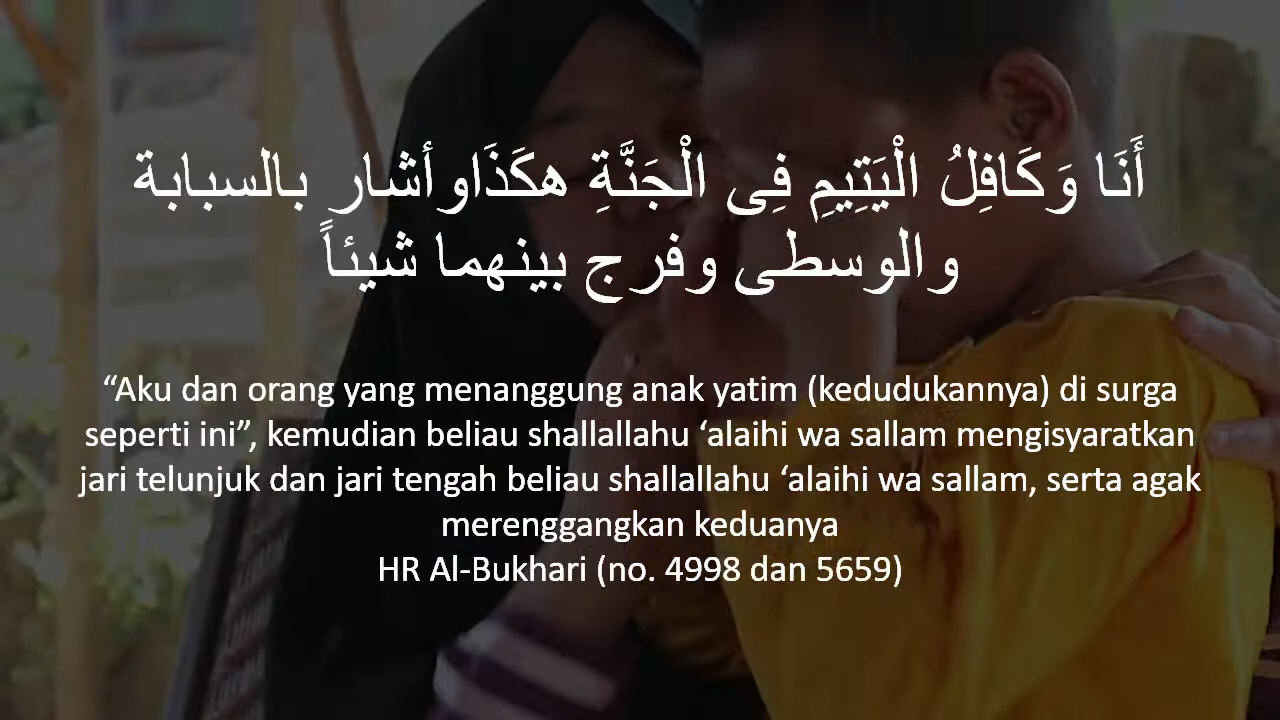 أَنَا وَكَافِلُ الْيَتِيمِ فِى الْجَنَّةِ هكَذَاوأشار بالسبابة
والوسطى وفرج بينهما شيئاً
“Aku dan orang yang menanggung anak yatim (kedudukannya) di surga
seperti ini”, kemudian beliau shallallahu ‘alaihi wa sallam mengisyaratkan
jari telunjuk dan jari tengah beliau shallallahu ‘alaihi wa sallam, serta agak
merenggangkan keduanya
HR Al-Bukhari (no. 4998 dan 5659)